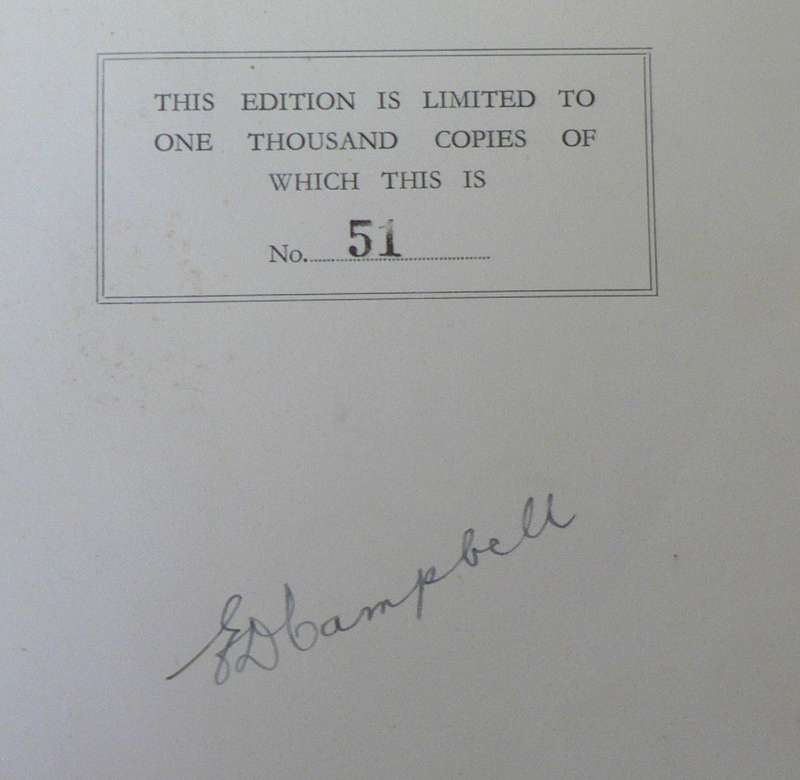 THIS EDITION IS LIMITED TO
ONE THOUSAND COPIES OF
WHICH THIS IS
No. 51
Campbell